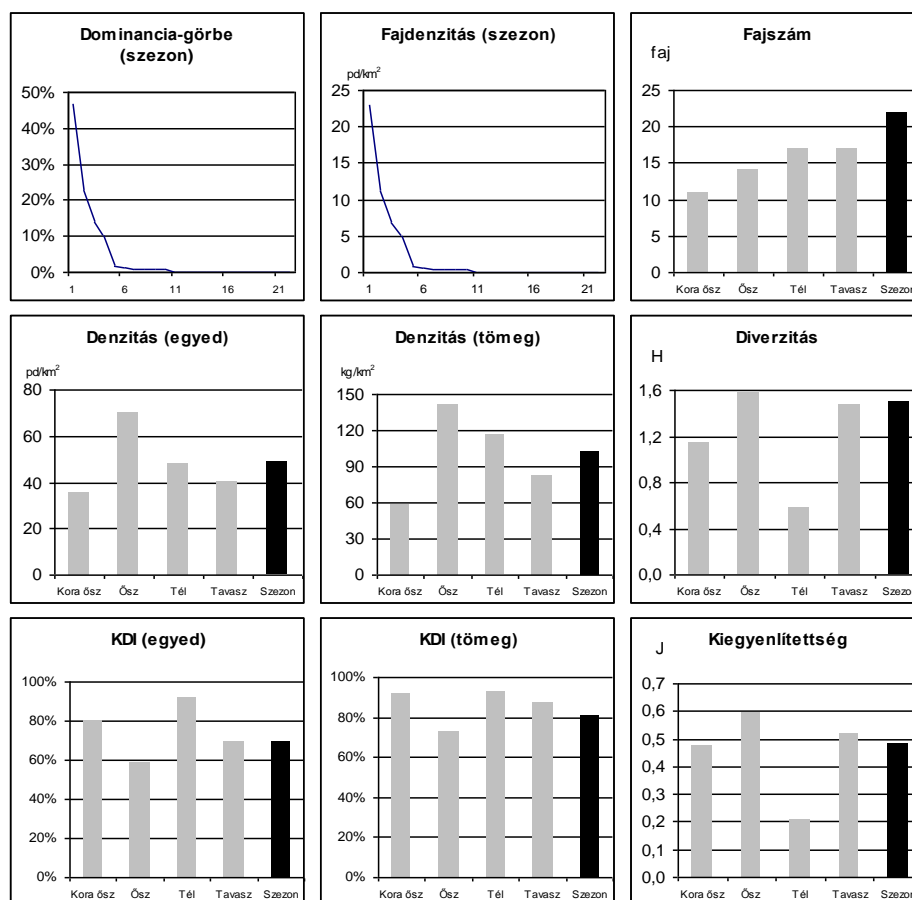 Dominancia-görbe
(szezon)
50%
40%
30%
20%
10%
0%
1 6 11 16 21
Fajdenzitás (szezon)
pd/km²
25
20
15
10
5
0
1 6 11 16 21
Fajszám
faj
25
20
15
10
5
0
Kora ősz Ősz Tél Tavasz Szezon
Denzitás (egyed)
pd/km²
80
60
40
20
0
Kora ősz Ősz Tél Tavasz Szezon
Denzitás (tömeg)
kg/km²
150
120
90
60
30
0
Kora ősz Ősz Tél Tavasz Szezon
Diverzitás
H
1,6
1,2
0,8
0,4
0,0
Kora ősz Ősz Tél Tavasz Szezon
KDI (egyed)
100%
80%
60%
40%
20%
0%
Kora ősz Ősz Tél Tavasz Szezon
KDI (tömeg)
100%
80%
60%
40%
20%
0%
Kora ősz Ősz Tél Tavasz Szezon
Kiegyenlítettség
J
0,7
0,6
0,5
0,4
0,3
0,2
0,1
0,0
Kora ősz Ősz Tél Tavasz Szezon